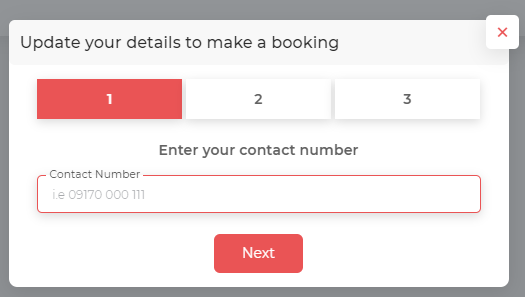 Update your details to make a booking
×
1 2 3
Enter your contact number
Contact Number
i.e 09170 000 111
Next